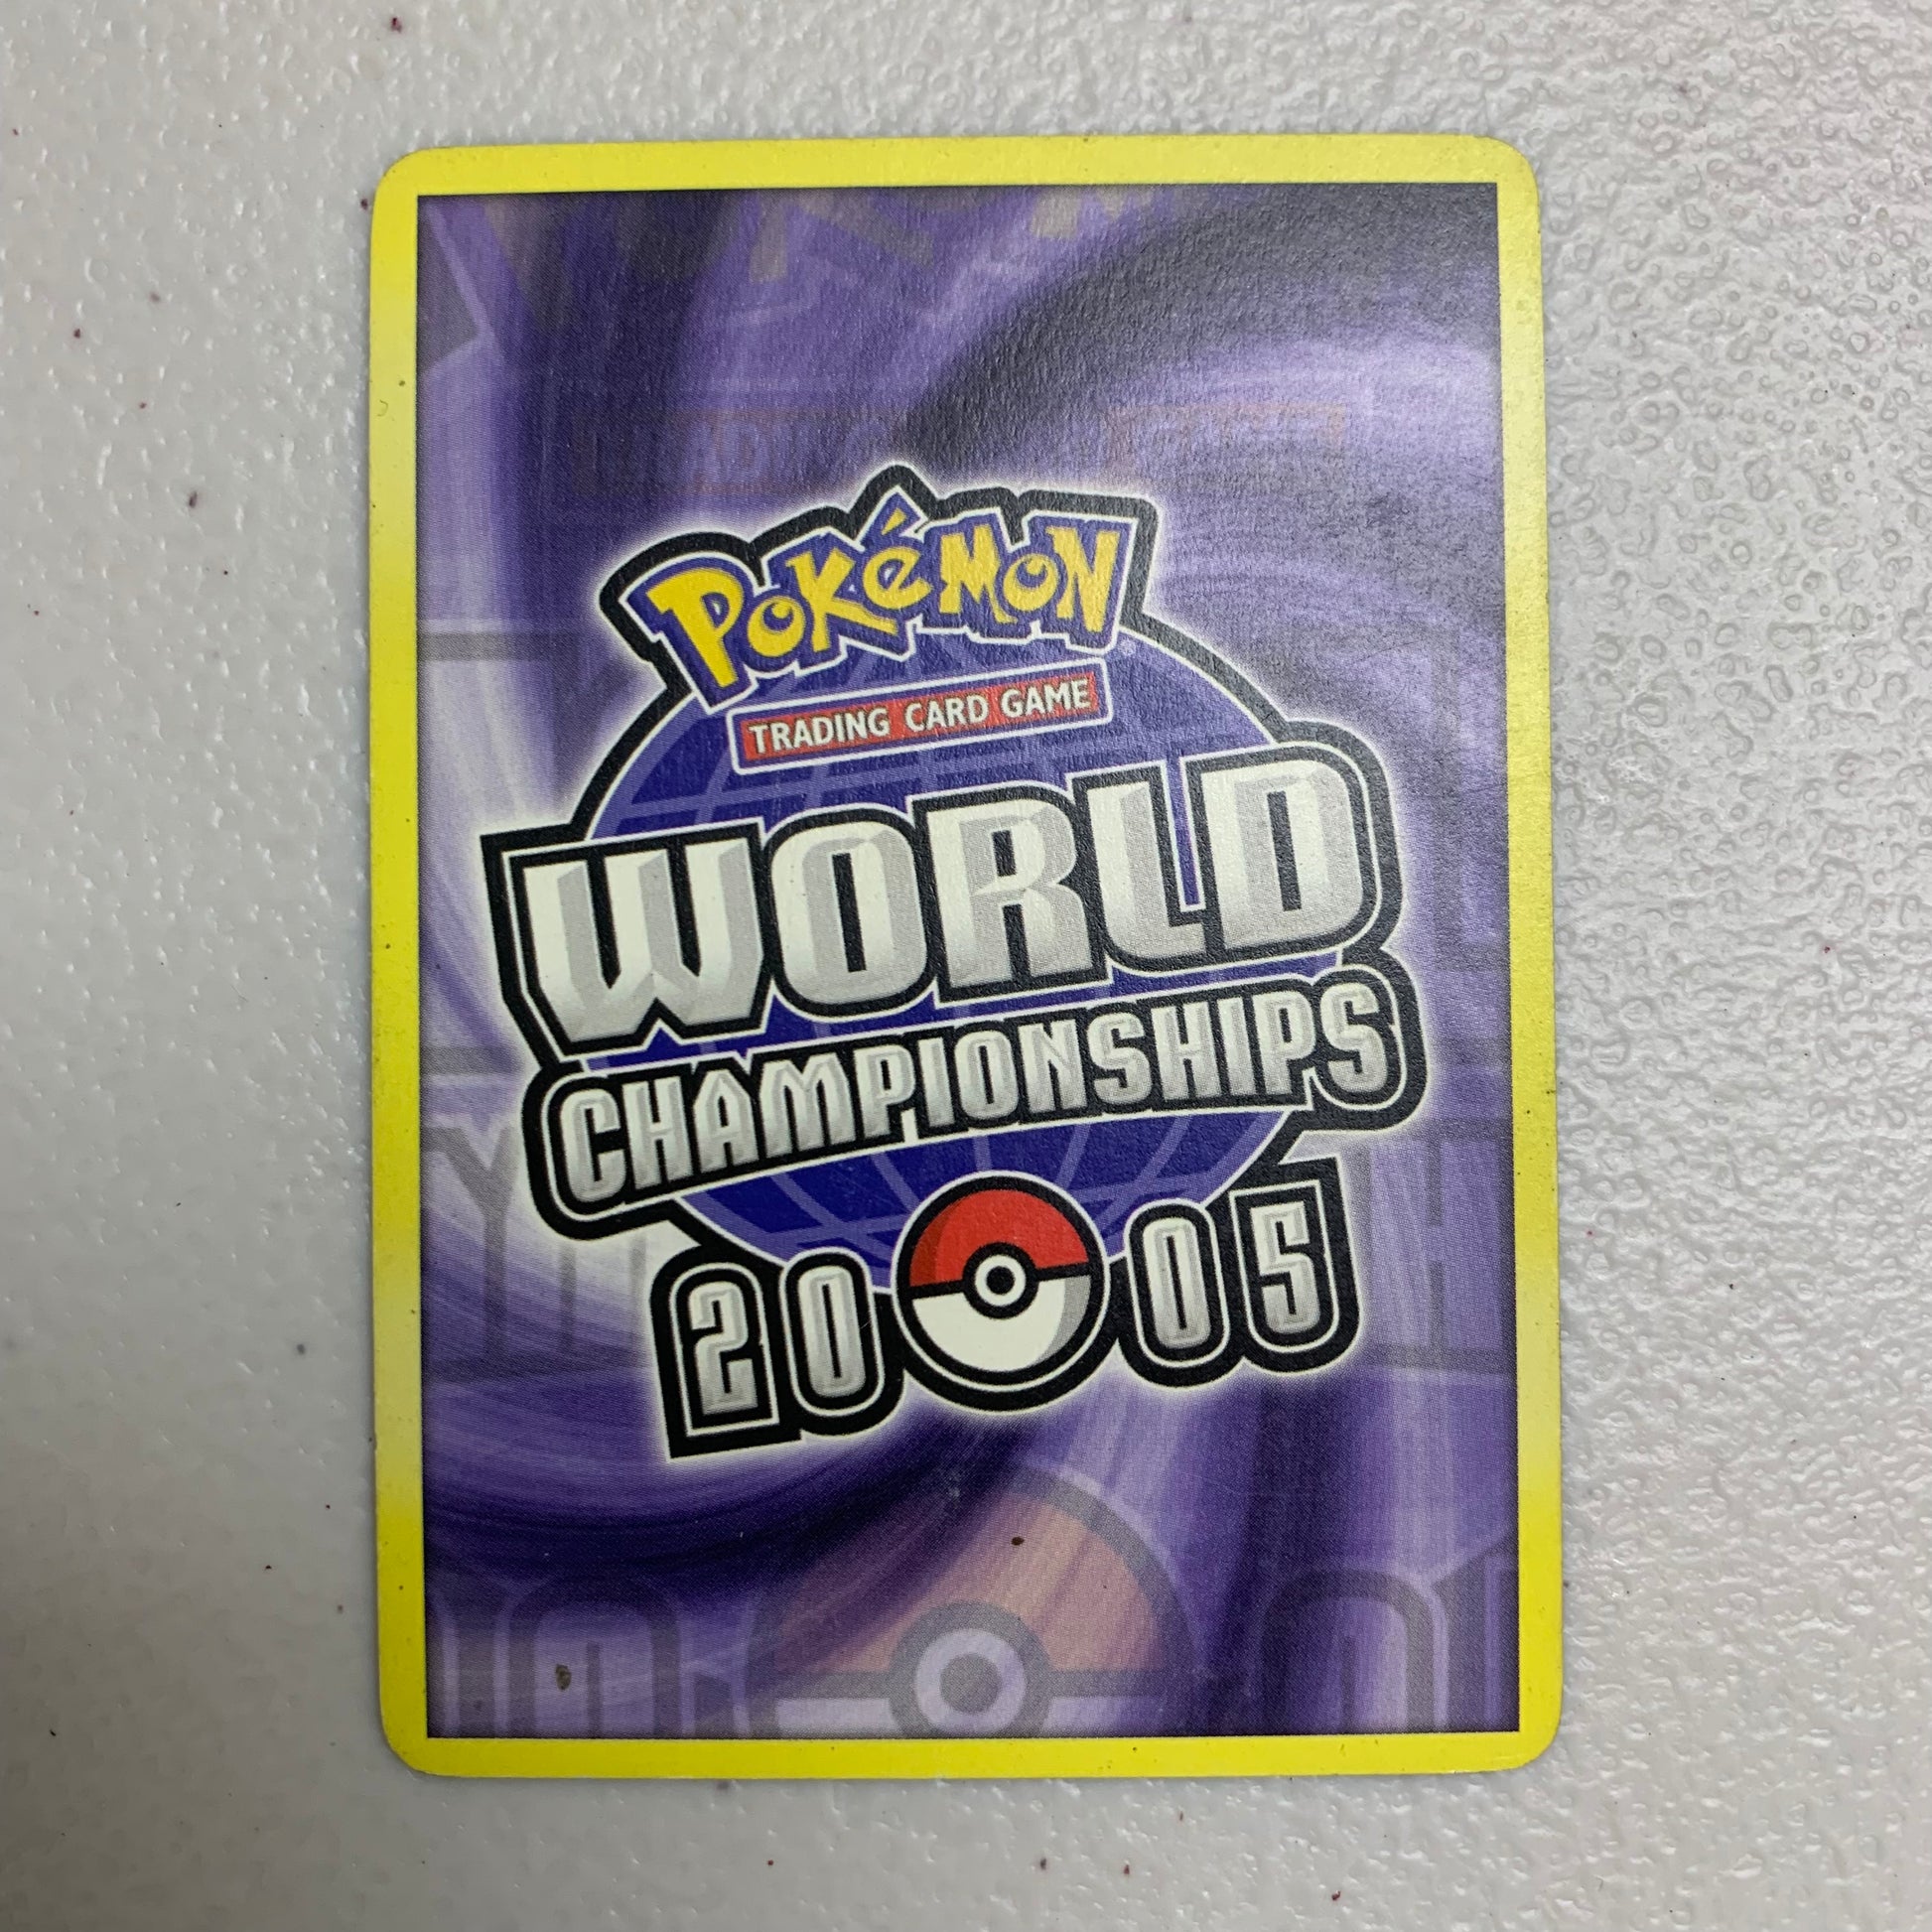 POKéMON
TRADING CARD GAME
WORLD
CHAMPIONSHIPS
2005